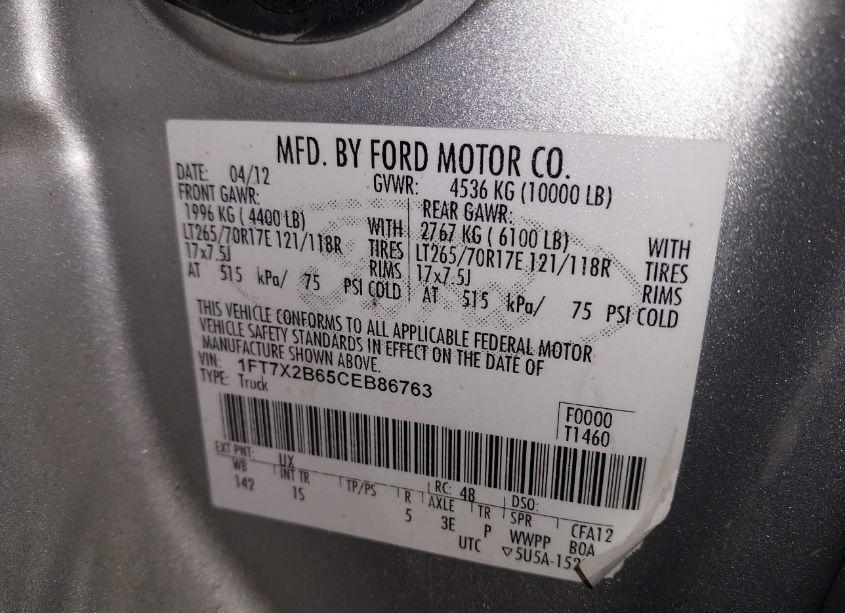 MFD. BY FORD MOTOR CO.
DATE: 04/12 GVWR: 4536 KG (10000 LB)
FRONT GAWR: REAR GAWR:
1996 KG ( 4400 LB) WITH 2767 KG ( 6100 LB) WITH
LT265/70R17E 121/118R TIRES LT265/70R17E 121/118R TIRES
17x7.5J RIMS 17x7.5J RIMS
AT 515 kPa/ 75 PSI COLD AT 515 kPa/ 75 PSI COLD
THIS VEHICLE CONFORMS TO ALL APPLICABLE FEDERAL MOTOR
VEHICLE SAFETY STANDARDS IN EFFECT ON THE DATE OF
MANUFACTURE SHOWN ABOVE.
VIN: 1FT7X2B65CEB86763
TYPE: Truck
F0000
T1460
EXT PNT: UX RC: 48 DSO:
WB INT TR TP/PS R AXLE TR SPR CFA12
142 1S 5 3E P WWPP BOA
UTC ▽5U5A-152